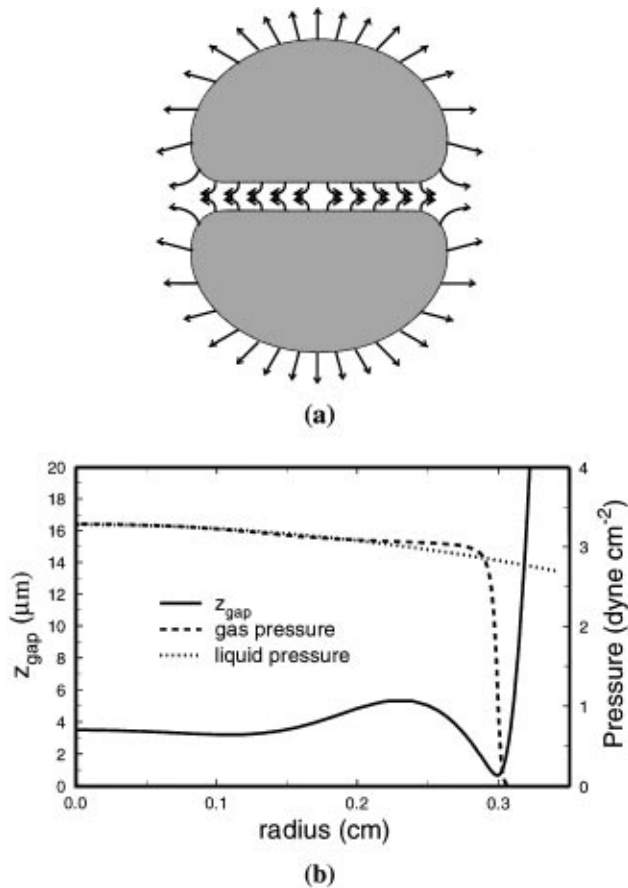 (a)
20
18
16
14
12
10
8
6
4
2
0
z_gap (μm)
z_gap
gas pressure
liquid pressure
4
3
2
1
0
Pressure (dyne cm⁻²)
0.0
0.1
0.2
0.3
radius (cm)
(b)